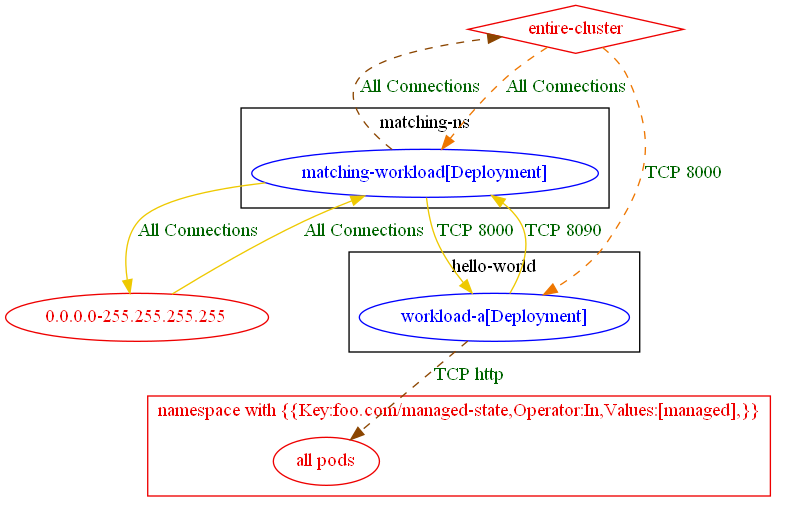 entire-cluster
All Connections
All Connections
matching-ns
matching-workload[Deployment]
TCP 8000
All Connections
All Connections
TCP 8000
TCP 8090
hello-world
0.0.0.0-255.255.255.255
workload-a[Deployment]
TCP http
namespace with {{Key:foo.com/managed-state,Operator:In,Values:[managed],}}
all pods